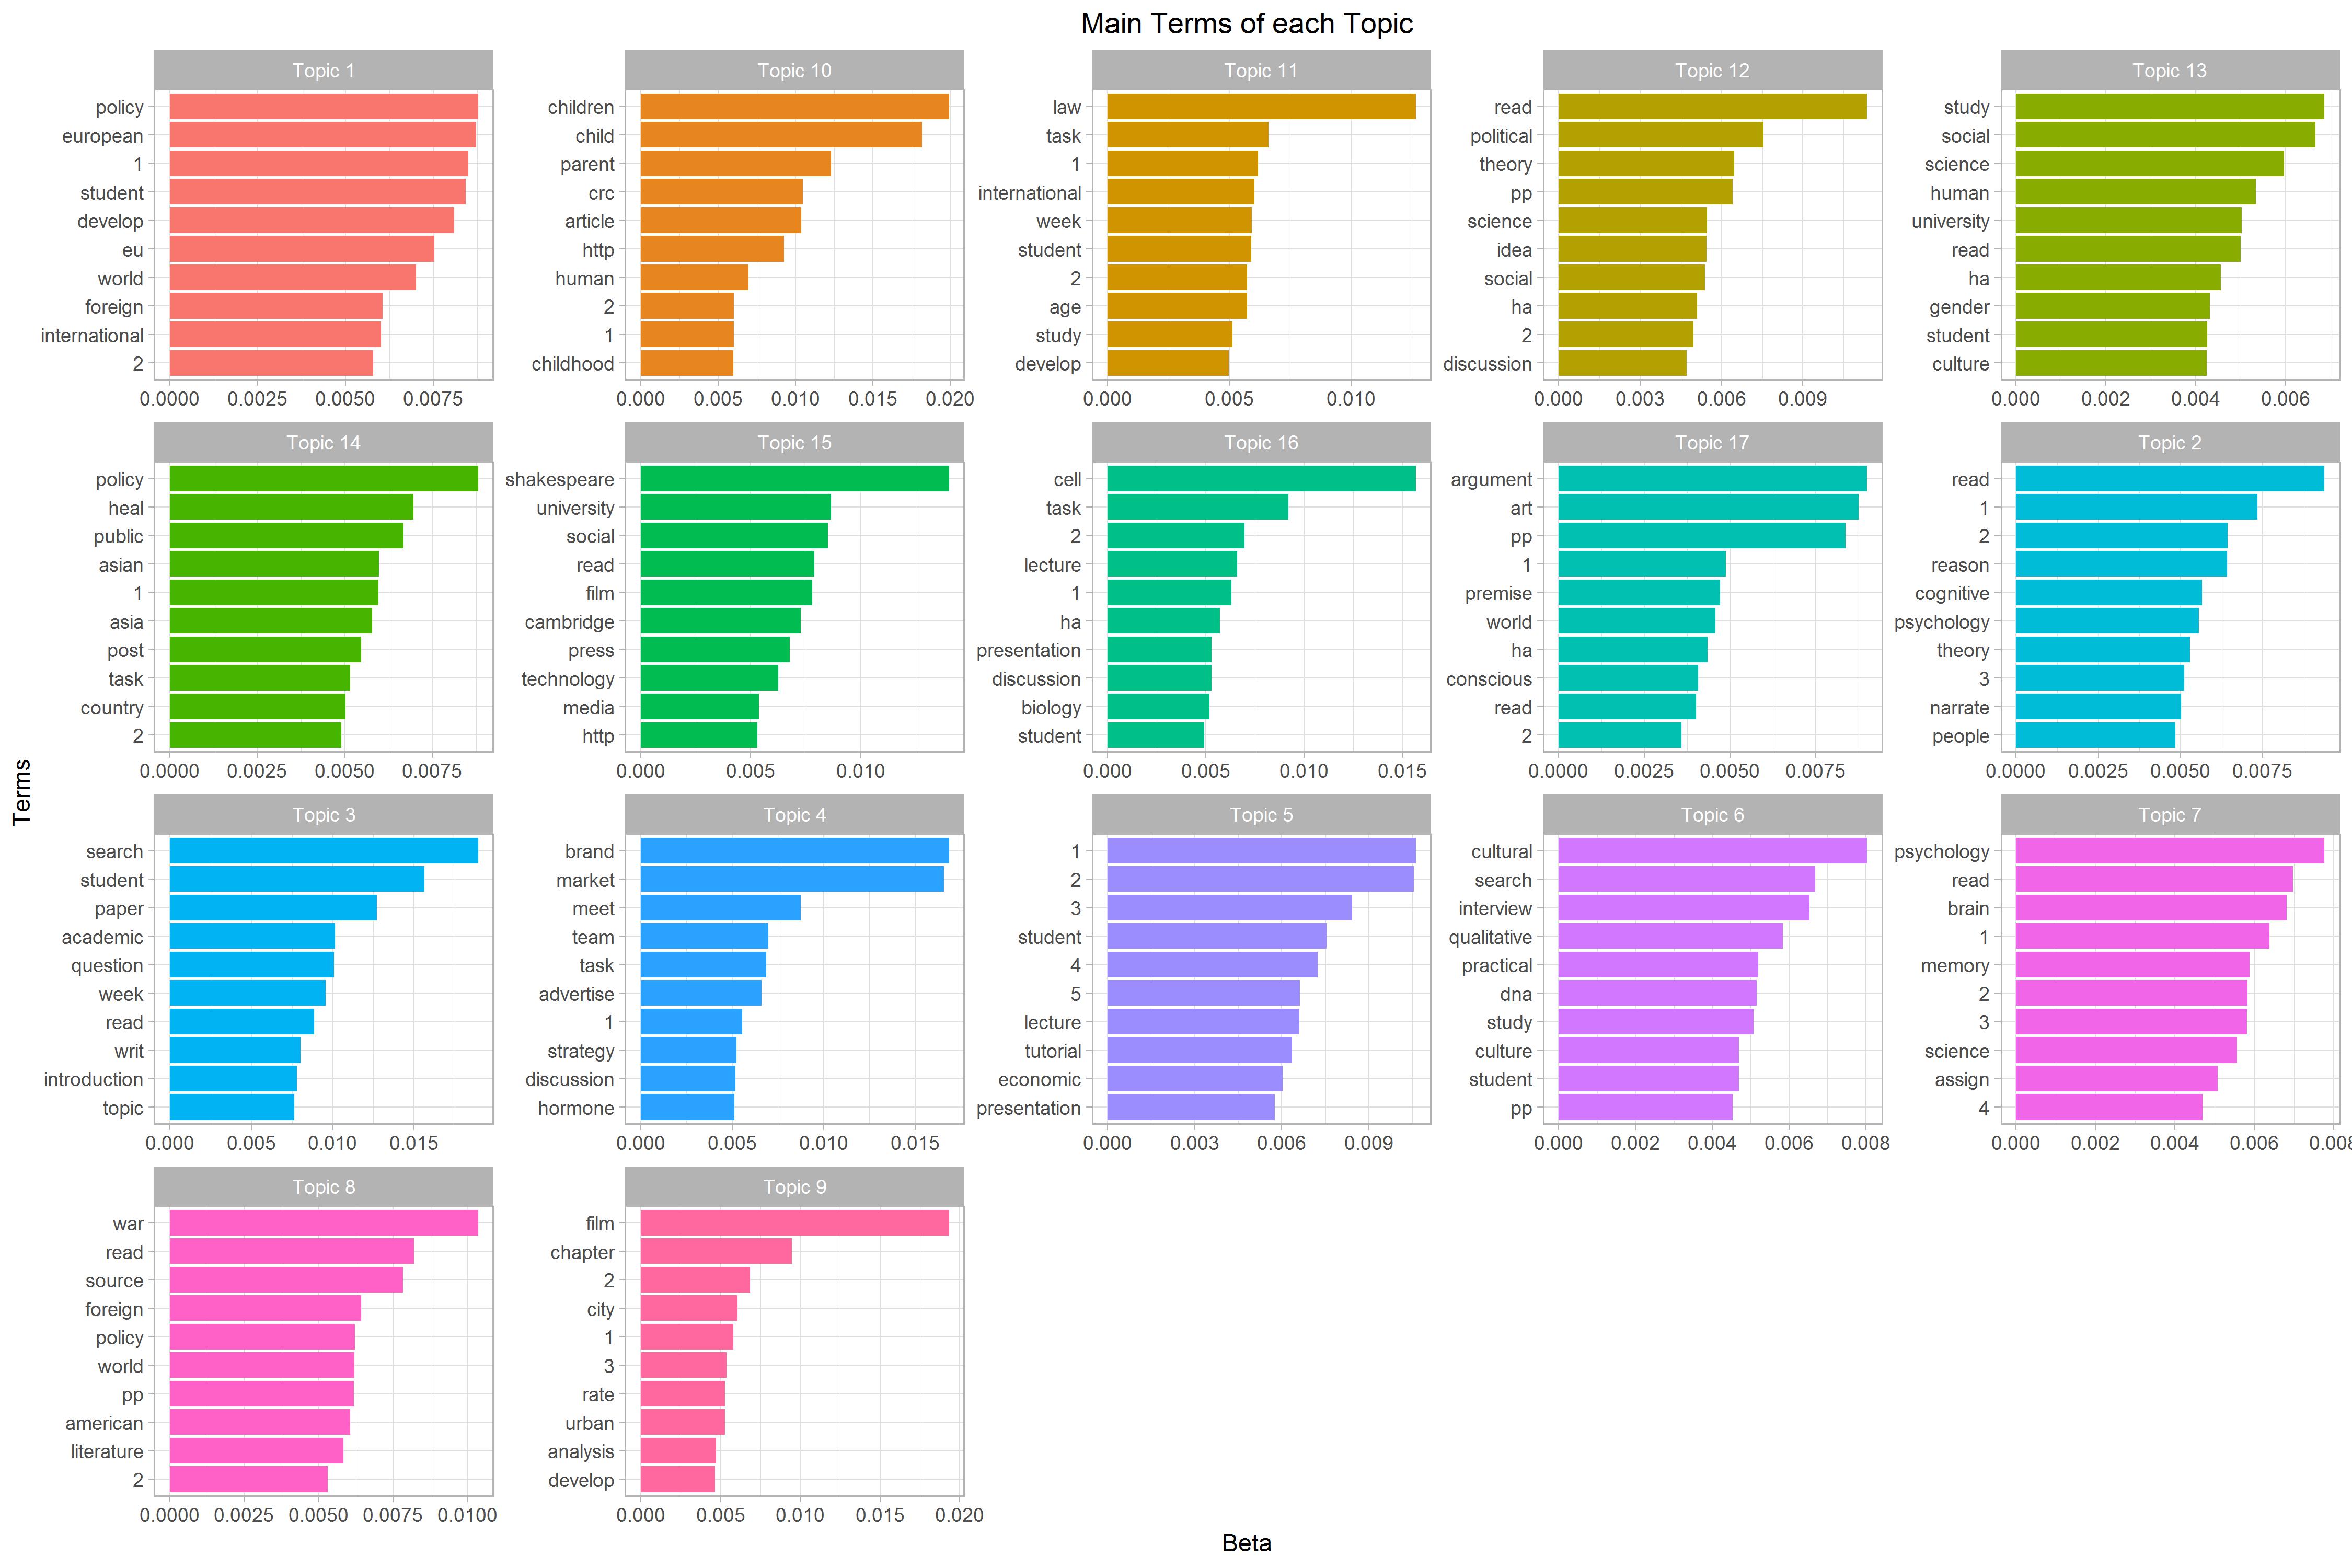 Main Terms of each Topic
Topic 1
policy
european
1
student
develop
eu
world
foreign
international
2
0.0000 0.0025 0.0050 0.0075
Topic 10
children
child
parent
crc
article
http
human
2
1
childhood
0.000 0.005 0.010 0.015 0.020
Topic 11
law
task
1
international
week
student
2
age
study
develop
0.000 0.005 0.010
Topic 12
read
political
theory
pp
science
idea
social
ha
2
discussion
0.000 0.003 0.006 0.009
Topic 13
study
social
science
human
university
read
ha
gender
student
culture
0.000 0.002 0.004 0.006
Topic 14
policy
heal
public
asian
1
asia
post
task
country
2
0.0000 0.0025 0.0050 0.0075
Topic 15
shakespeare
university
social
read
film
cambridge
press
technology
media
http
0.000 0.005 0.010
Topic 16
cell
task
2
lecture
1
ha
presentation
discussion
biology
student
0.000 0.005 0.010 0.015
Topic 17
argument
art
pp
1
premise
world
ha
conscious
read
2
0.0000 0.0025 0.0050 0.0075
Topic 2
read
1
2
reason
cognitive
psychology
theory
3
narrate
people
0.0000 0.0025 0.0050 0.0075
Topic 3
search
student
paper
academic
question
week
read
writ
introduction
topic
0.000 0.005 0.010 0.015
Topic 4
brand
market
meet
team
task
advertise
1
strategy
discussion
hormone
0.000 0.005 0.010 0.015
Topic 5
1
2
3
student
4
5
lecture
tutorial
economic
presentation
0.000 0.003 0.006 0.009
Topic 6
cultural
search
interview
qualitative
practical
dna
study
culture
student
pp
0.000 0.002 0.004 0.006 0.008
Topic 7
psychology
read
brain
1
memory
2
3
science
assign
4
0.000 0.002 0.004 0.006 0.008
Topic 8
war
read
source
foreign
policy
world
pp
american
literature
2
0.0000 0.0025 0.0050 0.0075 0.0100
Topic 9
film
chapter
2
city
1
3
rate
urban
analysis
develop
0.000 0.005 0.010 0.015 0.020
Terms
Beta